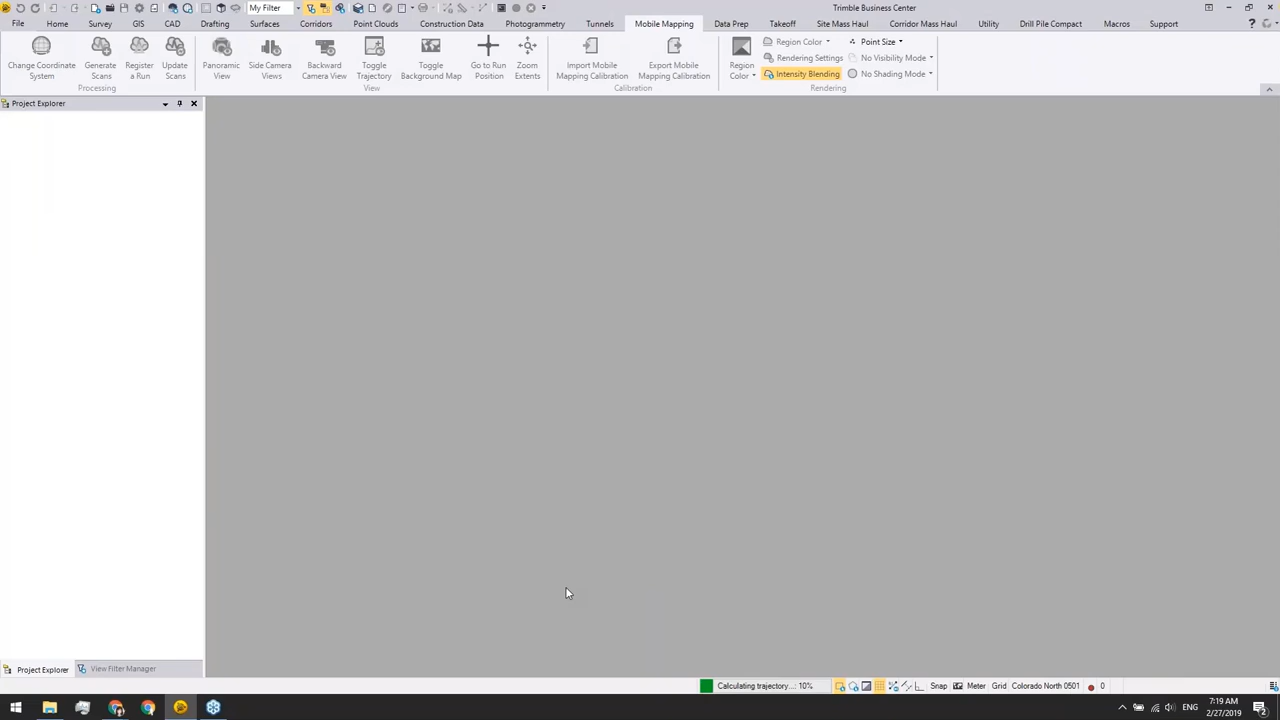 My Filter
Trimble Business Center
File Home Survey GIS CAD Drafting Surfaces Corridors Point Clouds Construction Data Photogrammetry Tunnels Mobile Mapping Data Prep Takeoff Site Mass Haul Corridor Mass Haul Utility Drill Pile Compact Macros Support
Change Coordinate System
Generate Scans
Register a Run
Update Scans
Processing
Panoramic View
Side Camera Views
Backward Camera View
Toggle Trajectory
Toggle Background Map
Go to Run Position
Zoom Extents
View
Import Mobile Mapping Calibration
Export Mobile Mapping Calibration
Calibration
Region Color
Region Color
Rendering Settings
Intensity Blending
Point Size
No Visibility Mode
No Shading Mode
Rendering
Project Explorer
Project Explorer
View Filter Manager
Calculating trajectory...: 10%
Snap
Meter
Grid
Colorado North 0501
0
ENG
7:19 AM
2/27/2019
2